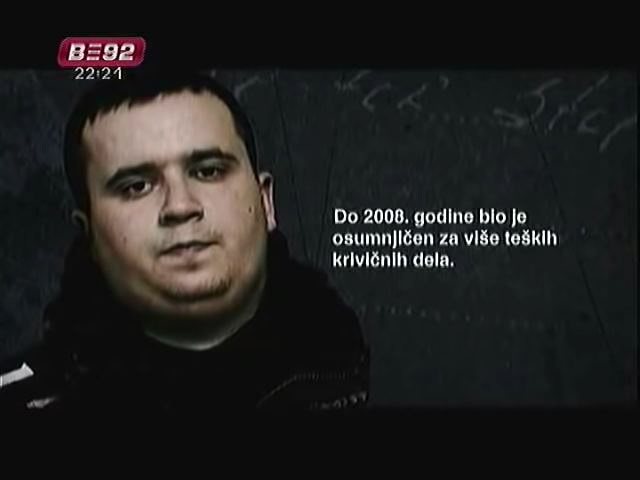 B92
22:21
Do 2008. godine bio je
osumnjičen za više teških
krivičnih dela.